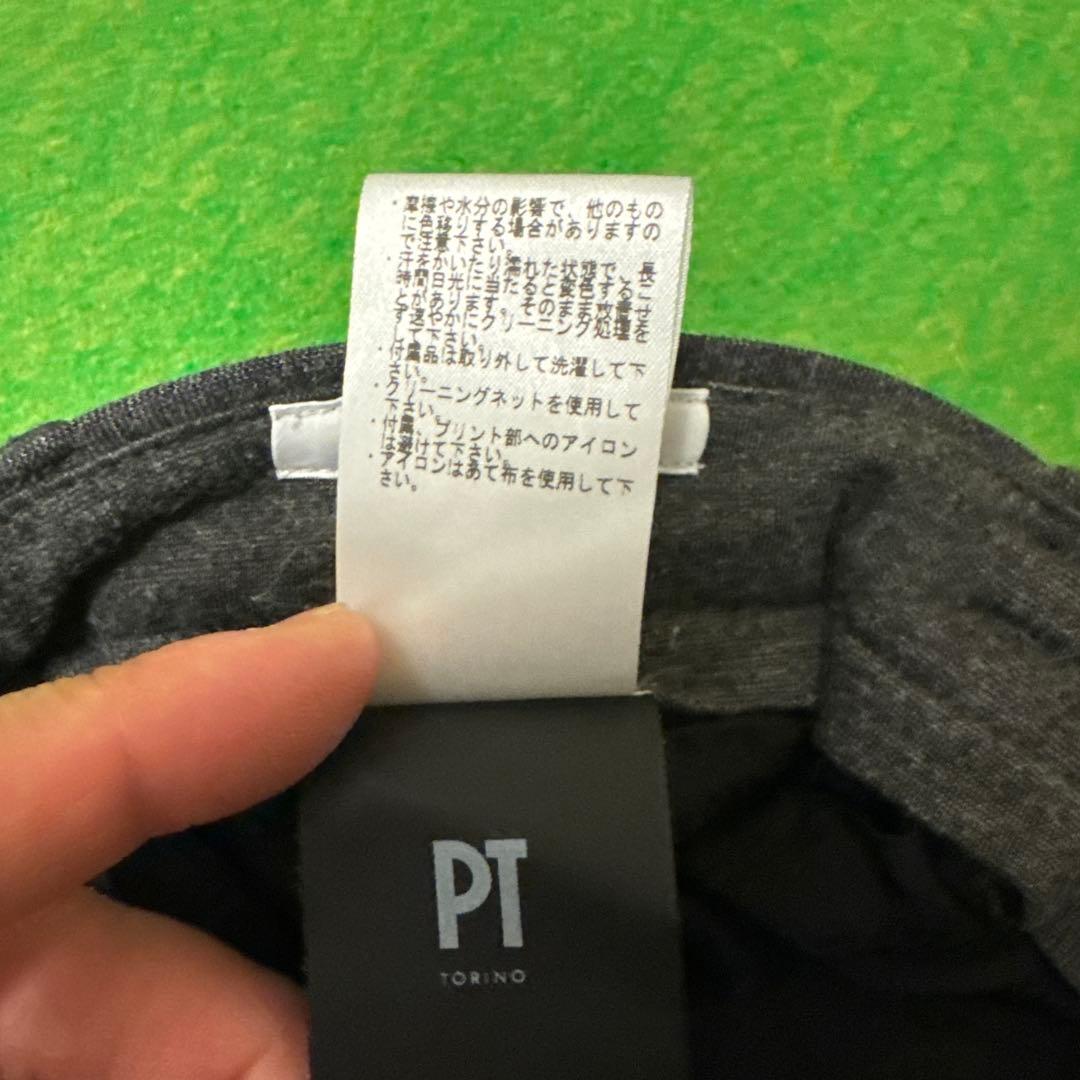 ・摩擦や水分の影響で、他のもの
に色移りする場合がありますの
で注意下さい。
・汗をかいたり濡れた状態で、長
時間日光に当たると変色するこ
とがあります。そのまま放置せ
ず速やかにクリーニング処理を
して下さい。
・付属品は取り外して洗濯して下
さい。
・クリーニングネットを使用して
下さい。
・付属、プリント部へのアイロン
は避けて下さい。
・アイロンはあて布を使用して下
さい。
PT
TORINO